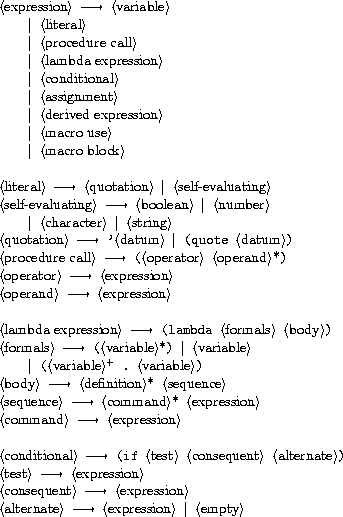 ⟨expression⟩ ⟶ ⟨variable⟩
| ⟨literal⟩
| ⟨procedure call⟩
| ⟨lambda expression⟩
| ⟨conditional⟩
| ⟨assignment⟩
| ⟨derived expression⟩
| ⟨macro use⟩
| ⟨macro block⟩
⟨literal⟩ ⟶ ⟨quotation⟩ | ⟨self-evaluating⟩
⟨self-evaluating⟩ ⟶ ⟨boolean⟩ | ⟨number⟩
| ⟨character⟩ | ⟨string⟩
⟨quotation⟩ ⟶ '⟨datum⟩ | (quote ⟨datum⟩)
⟨procedure call⟩ ⟶ (⟨operator⟩ ⟨operand⟩*)
⟨operator⟩ ⟶ ⟨expression⟩
⟨operand⟩ ⟶ ⟨expression⟩
⟨lambda expression⟩ ⟶ (lambda ⟨formals⟩ ⟨body⟩)
⟨formals⟩ ⟶ (⟨variable⟩*) | ⟨variable⟩
| (⟨variable⟩⁺ . ⟨variable⟩)
⟨body⟩ ⟶ ⟨definition⟩* ⟨sequence⟩
⟨sequence⟩ ⟶ ⟨command⟩* ⟨expression⟩
⟨command⟩ ⟶ ⟨expression⟩
⟨conditional⟩ ⟶ (if ⟨test⟩ ⟨consequent⟩ ⟨alternate⟩)
⟨test⟩ ⟶ ⟨expression⟩
⟨consequent⟩ ⟶ ⟨expression⟩
⟨alternate⟩ ⟶ ⟨expression⟩ | ⟨empty⟩